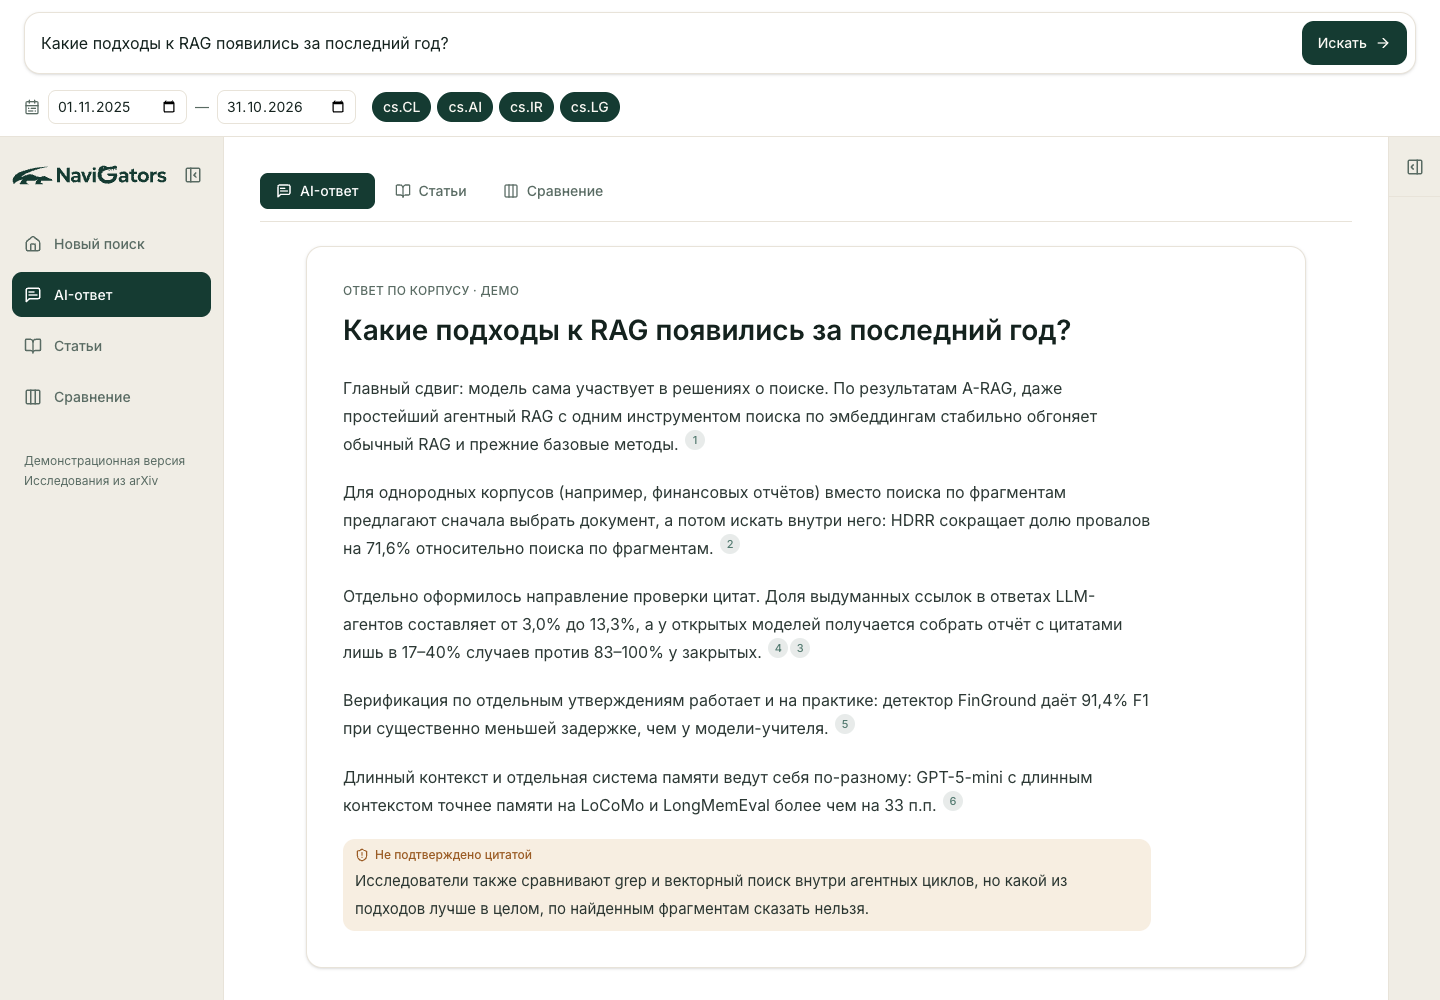 Какие подходы к RAG появились за последний год?
Искать
01.11.2025 — 31.10.2026 cs.CL cs.AI cs.IR cs.LG
NaviGators
Новый поиск
AI-ответ
Статьи
Сравнение
Демонстрационная версия
Исследования из arXiv
AI-ответ Статьи Сравнение
ОТВЕТ ПО КОРПУСУ · ДЕМО
Какие подходы к RAG появились за последний год?
Главный сдвиг: модель сама участвует в решениях о поиске. По результатам A-RAG, даже
простейший агентный RAG с одним инструментом поиска по эмбеддингам стабильно обгоняет
обычный RAG и прежние базовые методы. 1
Для однородных корпусов (например, финансовых отчётов) вместо поиска по фрагментам
предлагают сначала выбрать документ, а потом искать внутри него: HDRR сокращает долю провалов
на 71,6% относительно поиска по фрагментам. 2
Отдельно оформилось направление проверки цитат. Доля выдуманных ссылок в ответах LLM-
агентов составляет от 3,0% до 13,3%, а у открытых моделей получается собрать отчёт с цитатами
лишь в 17–40% случаев против 83–100% у закрытых. 4 3
Верификация по отдельным утверждениям работает и на практике: детектор FinGround даёт 91,4% F1
при существенно меньшей задержке, чем у модели-учителя. 5
Длинный контекст и отдельная система памяти ведут себя по-разному: GPT-5-mini с длинным
контекстом точнее памяти на LoCoMo и LongMemEval более чем на 33 п.п. 6
Не подтверждено цитатой
Исследователи также сравнивают grep и векторный поиск внутри агентных циклов, но какой из
подходов лучше в целом, по найденным фрагментам сказать нельзя.